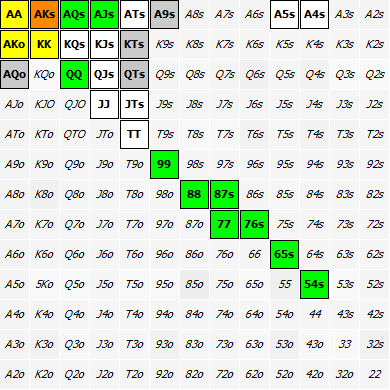 AA AKs AQs AJs ATs A9s A8s A7s A6s A5s A4s A3s A2s
AKo KK KQs KJs KTs K9s K8s K7s K6s K5s K4s K3s K2s
AQo KQo QQ QJs QTs Q9s Q8s Q7s Q6s Q5s Q4s Q3s Q2s
AJo KJO QJO JJ JTs J9s J8s J7s J6s J5s J4s J3s J2s
ATo KTo QTO JTo TT T9s T8s T7s T6s T5s T4s T3s T2s
A9o K9o Q9o J9o T9o 99 98s 97s 96s 95s 94s 93s 92s
A8o K8o Q8o J8o T8o 98o 88 87s 86s 85s 84s 83s 82s
A7o K7o Q7o J7o T7o 97o 87o 77 76s 75s 74s 73s 72s
A6o K6o Q6o J6o T6o 96o 86o 76o 66 65s 64s 63s 62s
A5o 5Ko Q5o J5o T5o 95o 85o 75o 65o 55 54s 53s 52s
A4o K4o Q4o J4o T4o 94o 84o 74o 64o 54o 44 43s 42s
A3o K3o Q3o J3o T3o 93o 83o 73o 63o 53o 43o 33 32s
A2o K2o Q2o J2o T2o 92o 82o 72o 62o 52o 42o 32o 22